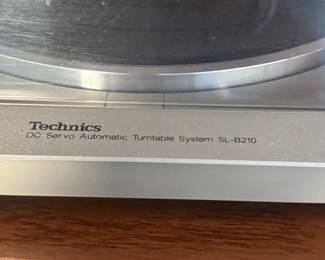 Technics
DC Servo Automatic Turntable System SL-B210